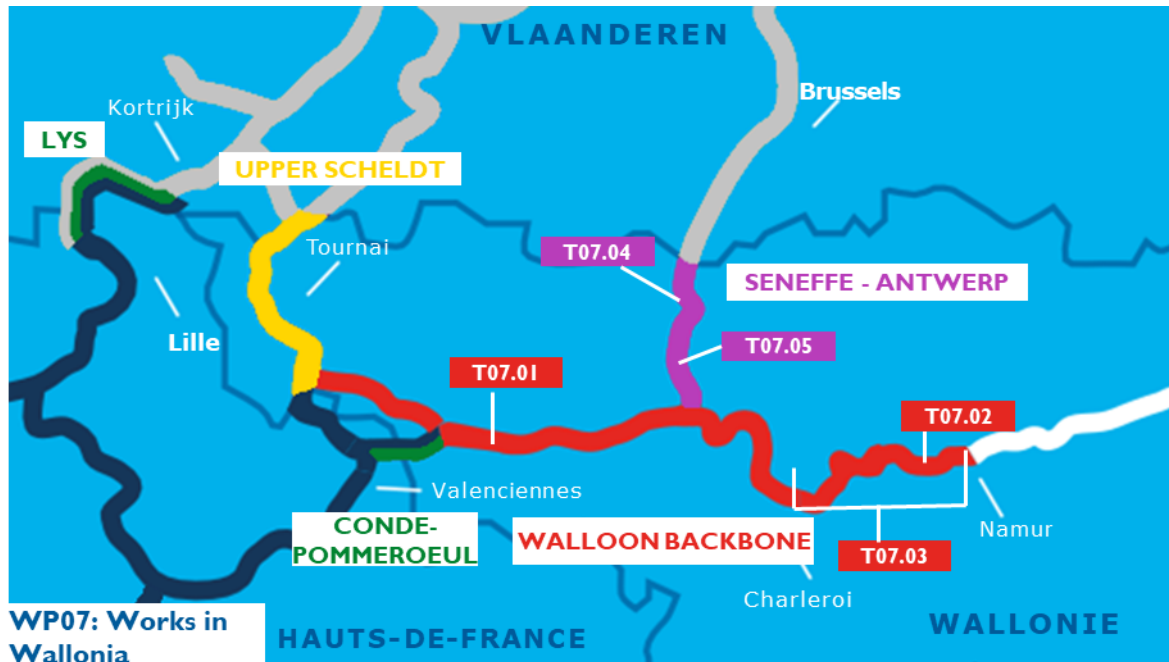 VLAANDEREN
Brussels
Kortrijk
LYS
UPPER SCHELDT
Tournai
T07.04
SENEFFE - ANTWERP
Lille
T07.05
T07.01
T07.02
Valenciennes
CONDE-
POMMEROEUL
WALLOON BACKBONE
Namur
T07.03
Charleroi
WP07: Works in
Wallonia
HAUTS-DE-FRANCE
WALLONIE